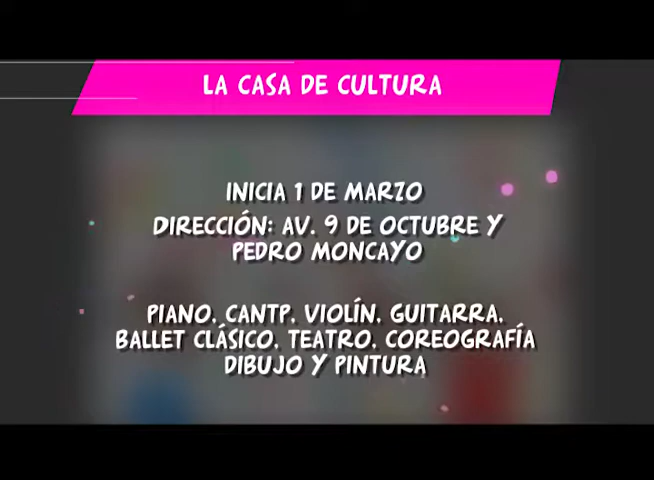 LA CASA DE CULTURA
INICIA 1 DE MARZO
DIRECCIÓN: AV. 9 DE OCTUBRE Y
PEDRO MONCAYO
PIANO. CANTP. VIOLÍN. GUITARRA.
BALLET CLÁSICO. TEATRO. COREOGRAFÍA
DIBUJO Y PINTURA